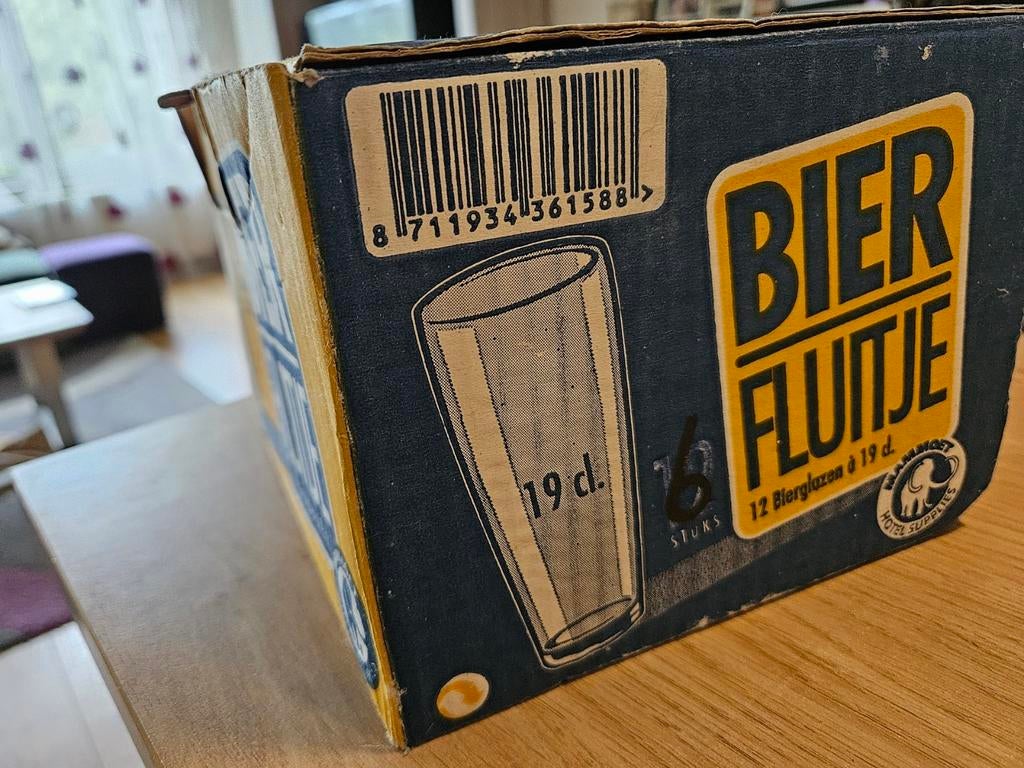 8 711934 361588 >
19 cl.
6
STUKS
BIER
FLUITJE
12 Bierglazen à 19 cl.
MAMMOET
HOTEL SUPPLIES